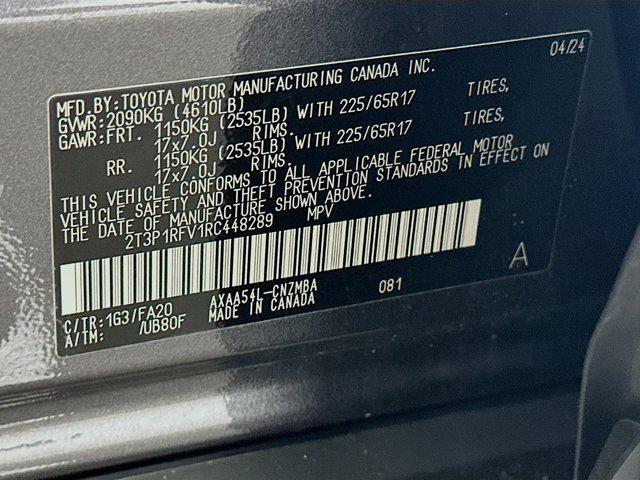 04/24
MFD.BY:TOYOTA MOTOR MANUFACTURING CANADA INC.
GVWR:2090KG (4610LB)
GAWR:FRT. 1150KG (2535LB) WITH 225/65R17 TIRES,
17x7.0J RIMS.
RR. 1150KG (2535LB) WITH 225/65R17 TIRES,
17x7.0J RIMS.
THIS VEHICLE CONFORMS TO ALL APPLICABLE FEDERAL MOTOR
VEHICLE SAFETY AND THEFT PREVENTION STANDARDS IN EFFECT ON
THE DATE OF MANUFACTURE SHOWN ABOVE.
2T3P1RFV1RC448289 MPV
A
C/TR:1G3/FA20 AXAA54L-CNZMBA 081
A/TM: /UB80F MADE IN CANADA